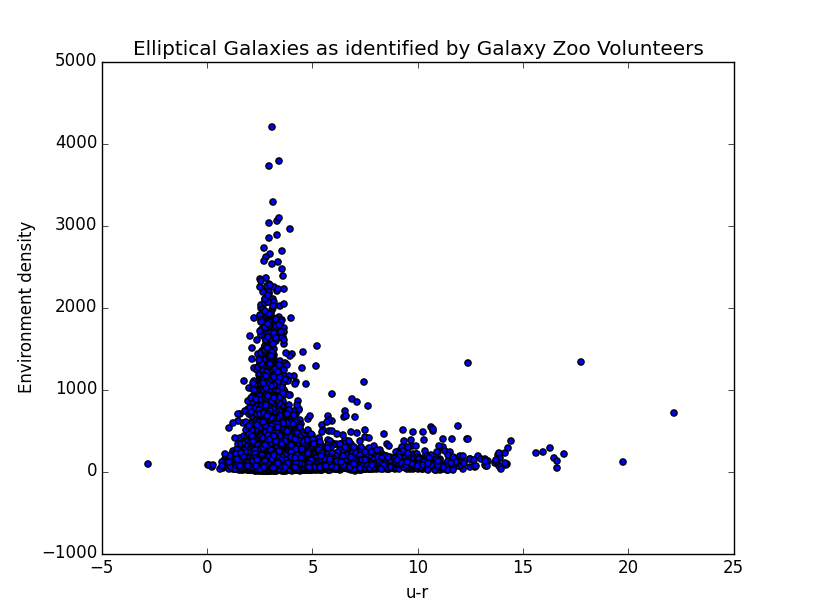 Elliptical Galaxies as identified by Galaxy Zoo Volunteers
5000
4000
3000
2000
1000
0
−1000
Environment density
−5 0 5 10 15 20 25
u-r